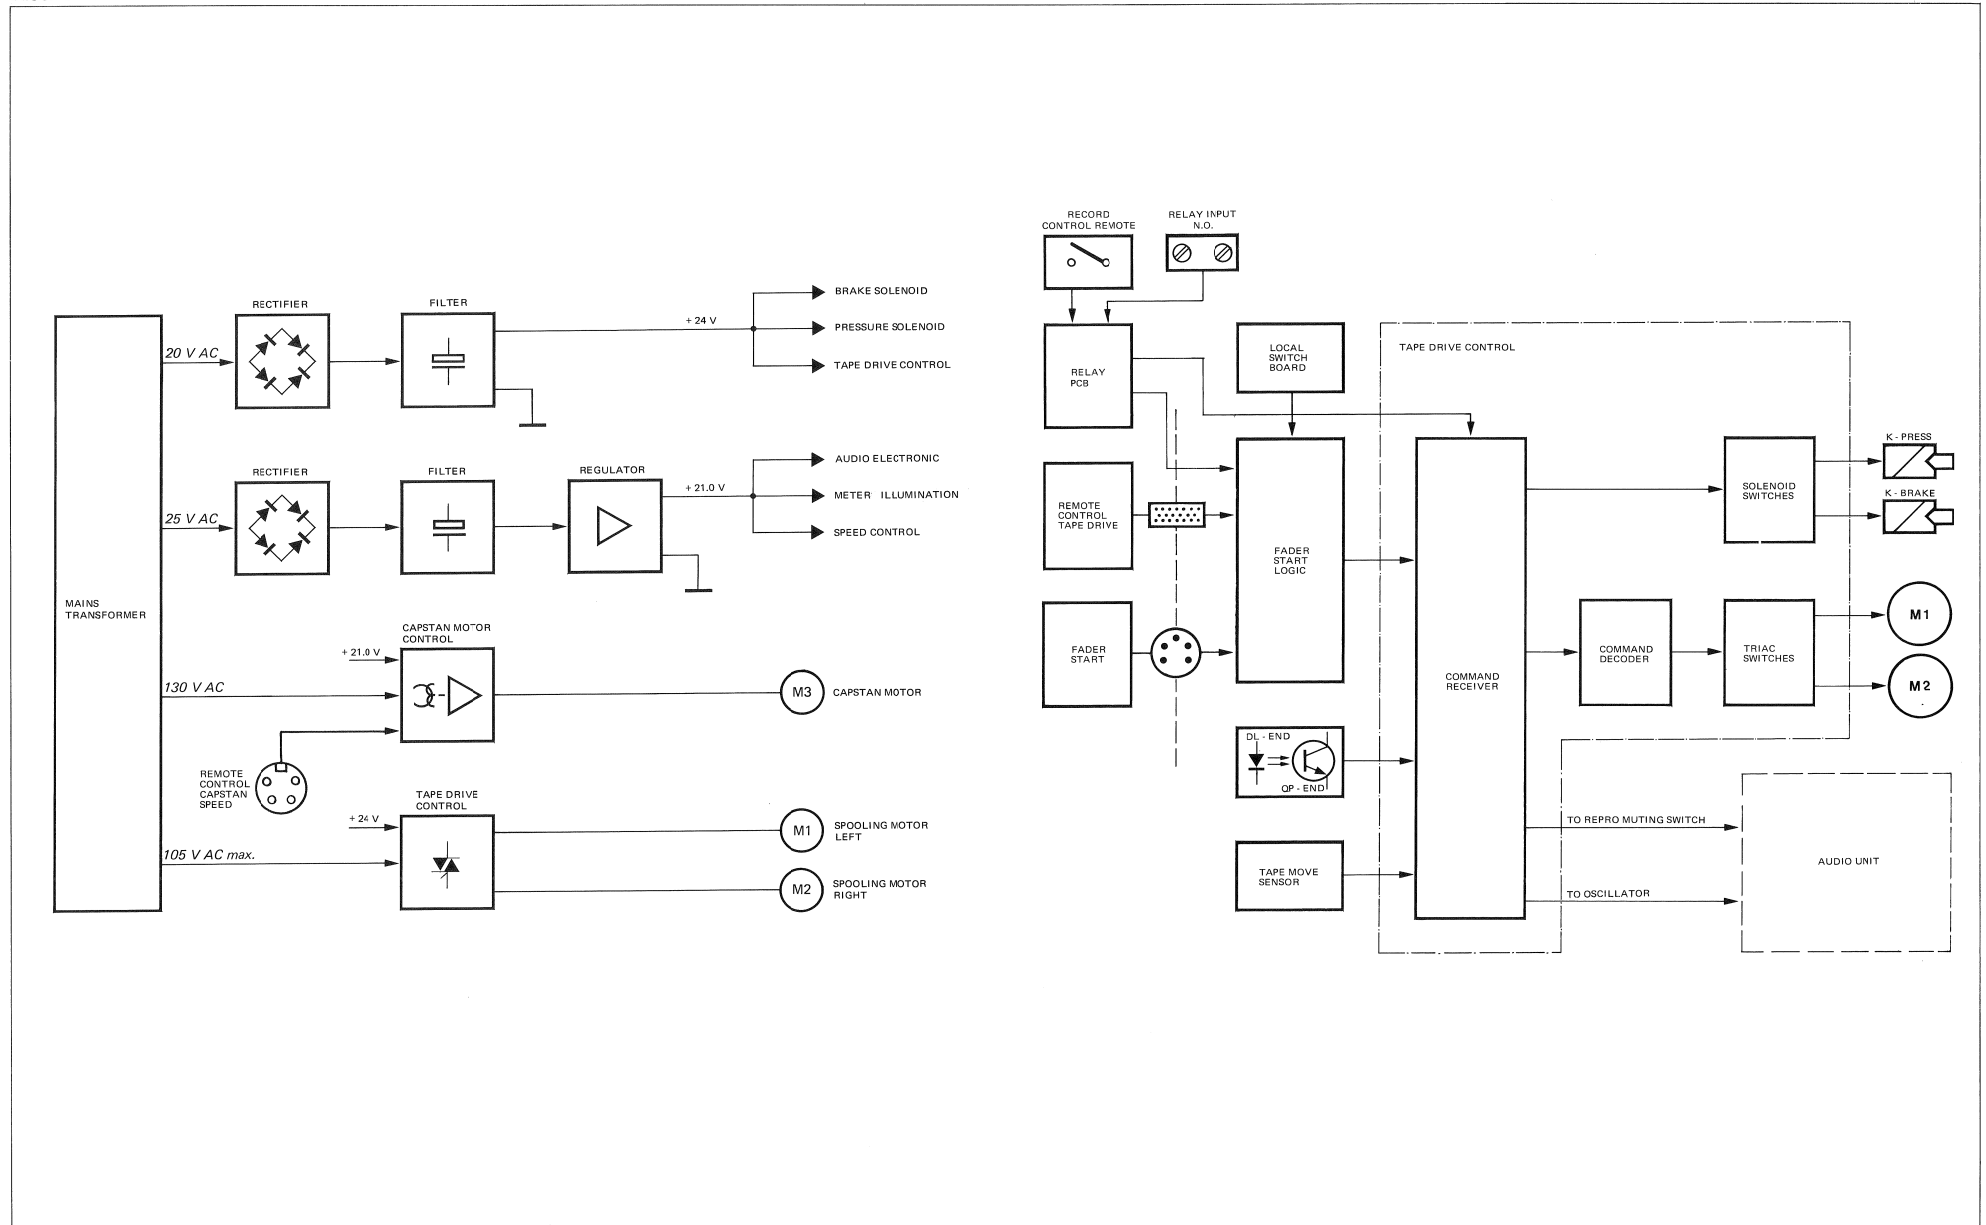 RECORD
CONTROL REMOTE
RELAY INPUT
N.O.
RECTIFIER
FILTER
BRAKE SOLENOID
+ 24 V
PRESSURE SOLENOID
20 V AC
TAPE DRIVE CONTROL
RECTIFIER
FILTER
REGULATOR
AUDIO ELECTRONIC
+ 21.0 V
METER ILLUMINATION
25 V AC
SPEED CONTROL
MAINS
TRANSFORMER
CAPSTAN MOTOR
CONTROL
+ 21.0 V
130 V AC
M3
CAPSTAN MOTOR
REMOTE
CONTROL
CAPSTAN
SPEED
TAPE DRIVE
CONTROL
+ 24 V
105 V AC max.
M1
SPOOLING MOTOR
LEFT
M2
SPOOLING MOTOR
RIGHT
RELAY
PCB
LOCAL
SWITCH
BOARD
TAPE DRIVE CONTROL
REMOTE
CONTROL
TAPE DRIVE
FADER
START
LOGIC
FADER
START
COMMAND
RECEIVER
SOLENOID
SWITCHES
K - PRESS
K - BRAKE
COMMAND
DECODER
TRIAC
SWITCHES
M1
M2
DL - END
QP - END
TAPE MOVE
SENSOR
TO REPRO MUTING SWITCH
AUDIO UNIT
TO OSCILLATOR